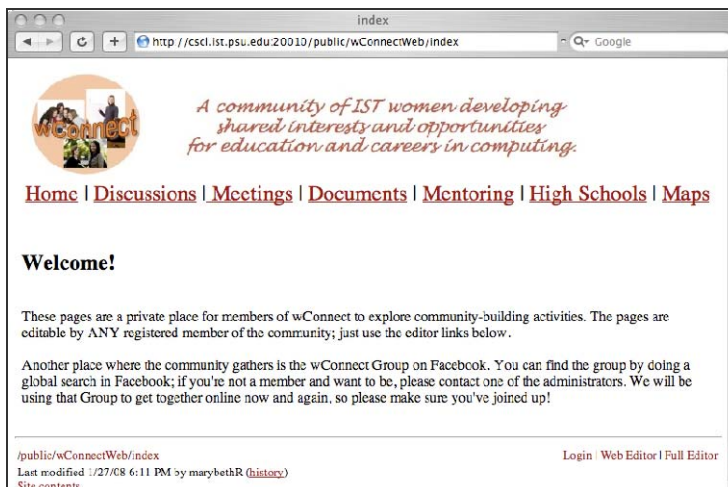 index
http://cscl.ist.psu.edu:20010/public/wConnectWeb/index
Google
wConnect
A community of IST women developing
shared interests and opportunities
for education and careers in computing.
Home | Discussions | Meetings | Documents | Mentoring | High Schools | Maps
Welcome!
These pages are a private place for members of wConnect to explore community-building activities. The pages are
editable by ANY registered member of the community; just use the editor links below.
Another place where the community gathers is the wConnect Group on Facebook. You can find the group by doing a
global search in Facebook; if you're not a member and want to be, please contact one of the administrators. We will be
using that Group to get together online now and again, so please make sure you've joined up!
/public/wConnectWeb/index
Login | Web Editor | Full Editor
Last modified 1/27/08 6:11 PM by marybethR (history)
Site contents